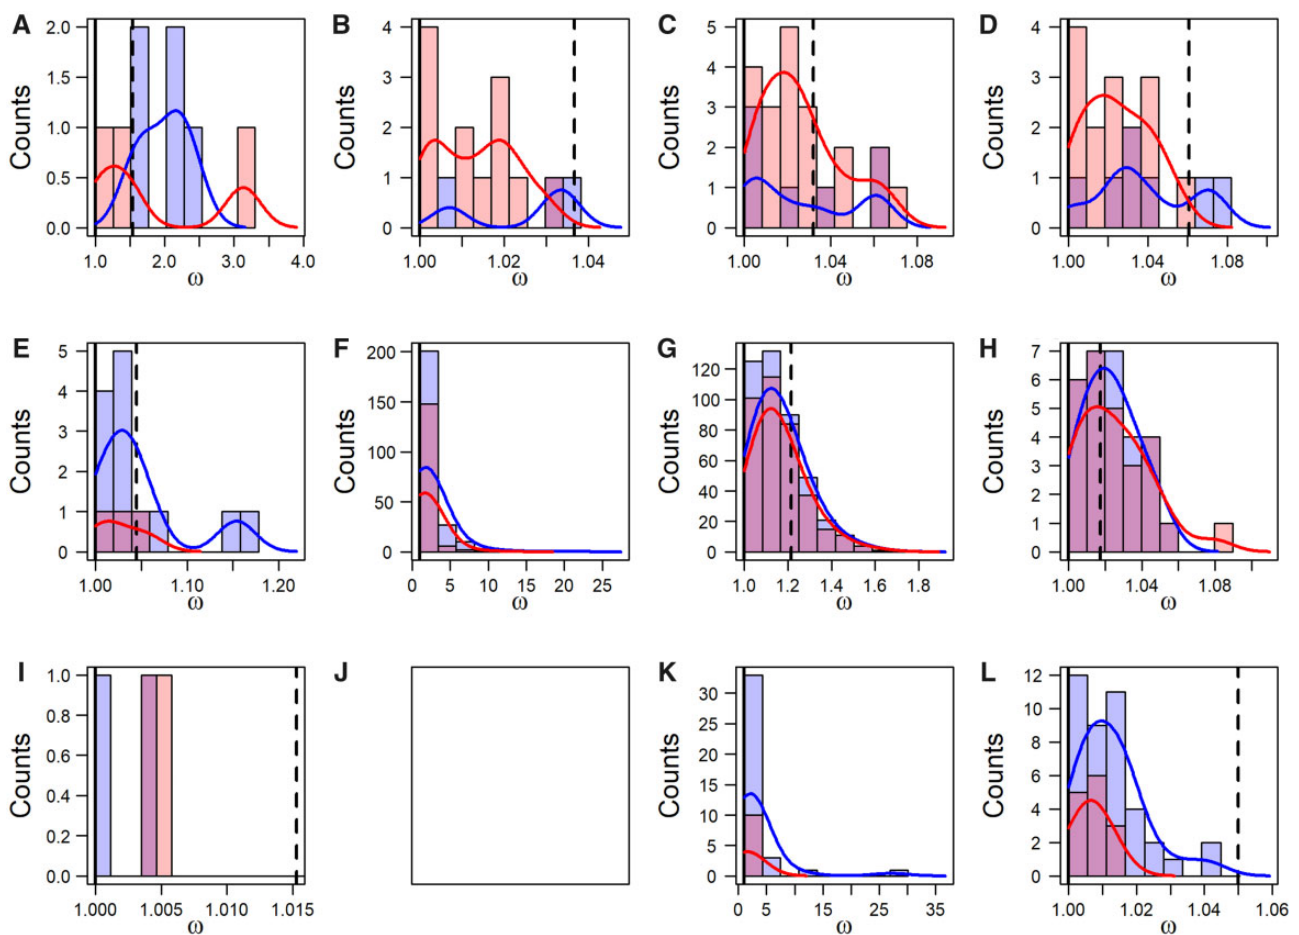 A B C D
Counts 0.0 0.5 1.0 1.5 2.0
1.0 2.0 3.0 4.0
ω
Counts 0 1 2 3 4
1.00 1.02 1.04
ω
Counts 0 1 2 3 4 5
1.00 1.04 1.08
ω
Counts 0 1 2 3 4
1.00 1.04 1.08
ω
E F G H
Counts 0 1 2 3 4 5
1.00 1.10 1.20
ω
Counts 0 50 100 150 200
0 5 10 15 20 25
ω
Counts 0 20 40 60 80 100 120
1.0 1.2 1.4 1.6 1.8
ω
Counts 0 1 2 3 4 5 6 7
1.00 1.04 1.08
ω
I J K L
Counts 0.0 0.2 0.4 0.6 0.8 1.0
1.000 1.005 1.010 1.015
ω
Counts 0 5 10 15 20 25 30
0 5 15 25 35
ω
Counts 0 2 4 6 8 10 12
1.00 1.02 1.04 1.06
ω